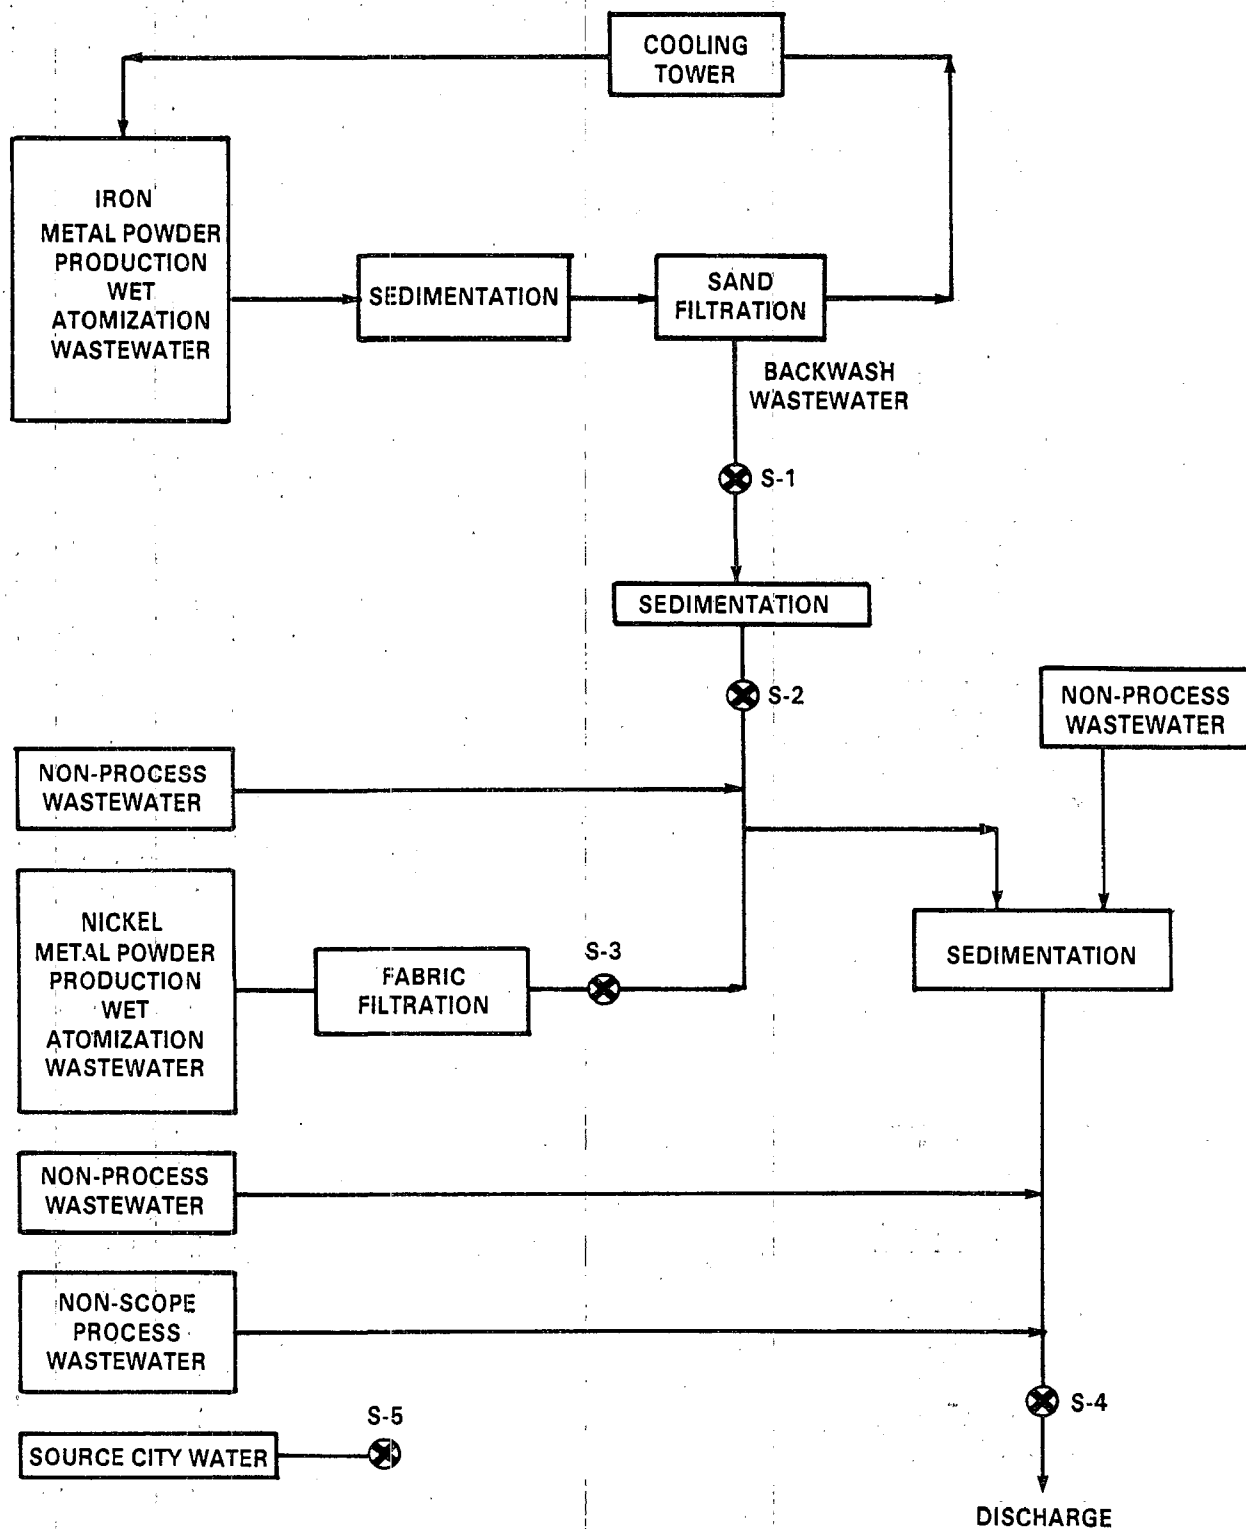 COOLING
TOWER
IRON
METAL POWDER
PRODUCTION
WET
ATOMIZATION
WASTEWATER
SEDIMENTATION
SAND
FILTRATION
BACKWASH
WASTEWATER
S-1
SEDIMENTATION
S-2
NON-PROCESS
WASTEWATER
NON-PROCESS
WASTEWATER
NICKEL
METAL POWDER
PRODUCTION
WET
ATOMIZATION
WASTEWATER
FABRIC
FILTRATION
S-3
SEDIMENTATION
NON-PROCESS
WASTEWATER
NON-SCOPE
PROCESS
WASTEWATER
S-4
S-5
SOURCE CITY WATER
DISCHARGE